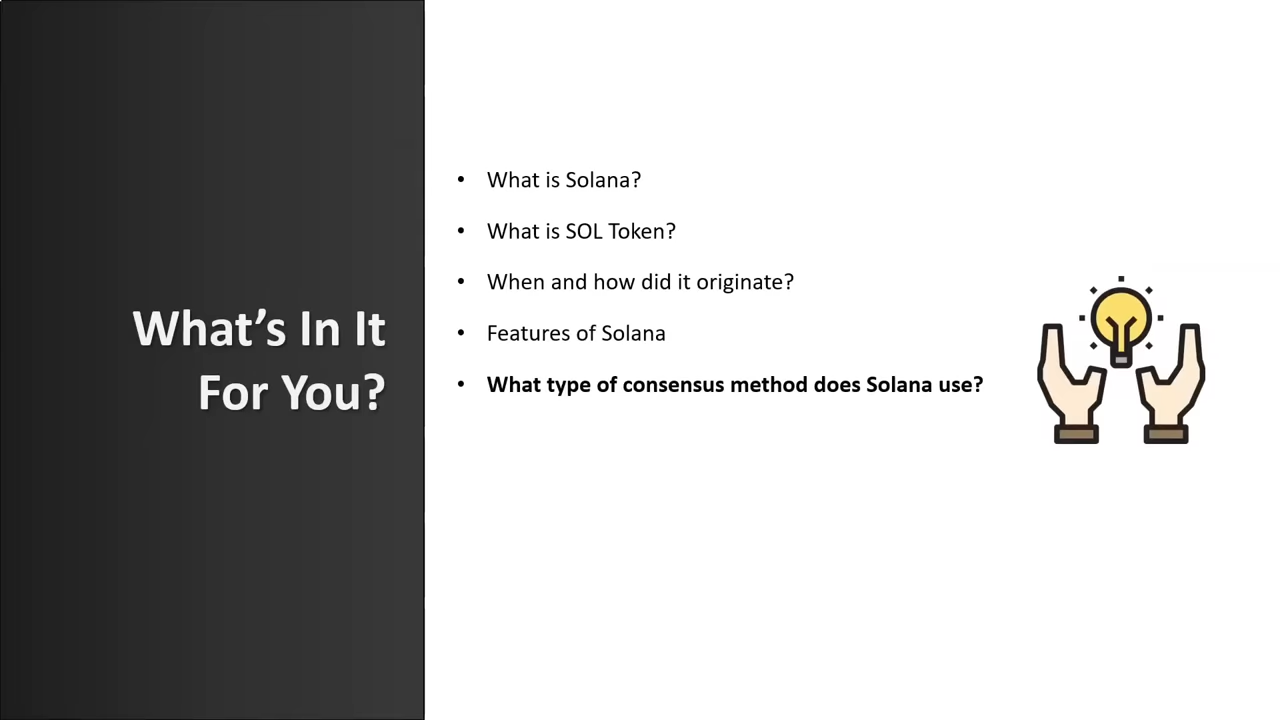 What's In It
For You?
• What is Solana?
• What is SOL Token?
• When and how did it originate?
• Features of Solana
• What type of consensus method does Solana use?